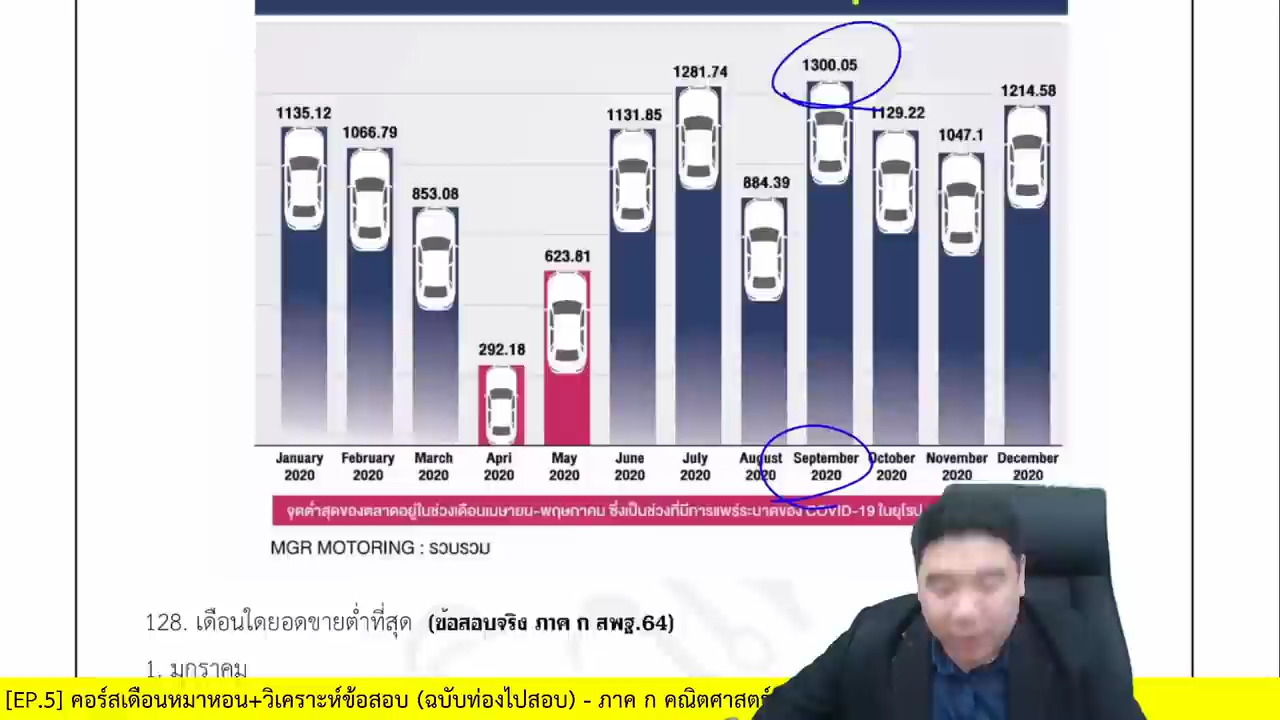 1300.05
1281.74
1214.58
1135.12
1131.85
1129.22
1066.79
1047.1
853.08
884.39
623.81
292.18
January February March April May June July August September October November December
2020 2020 2020 2020 2020 2020 2020 2020 2020 2020 2020 2020
จุดต่ำสุดของตลาดอยู่ในช่วงเดือนเมษายน-พฤษภาคม ซึ่งเป็นช่วงที่มีการแพร่ระบาดของ COVID-19 ในยุโรป
MGR MOTORING : รวบรวม
128. เดือนใดยอดขายต่ำที่สุด (ข้อสอบจริง ภาค ก สพฐ.64)
1. มกราคม
[EP.5] คอร์สเดือนหมาหอน+วิเคราะห์ข้อสอบ (ฉบับท่องไปสอบ) - ภาค ก คณิตศาสตร์